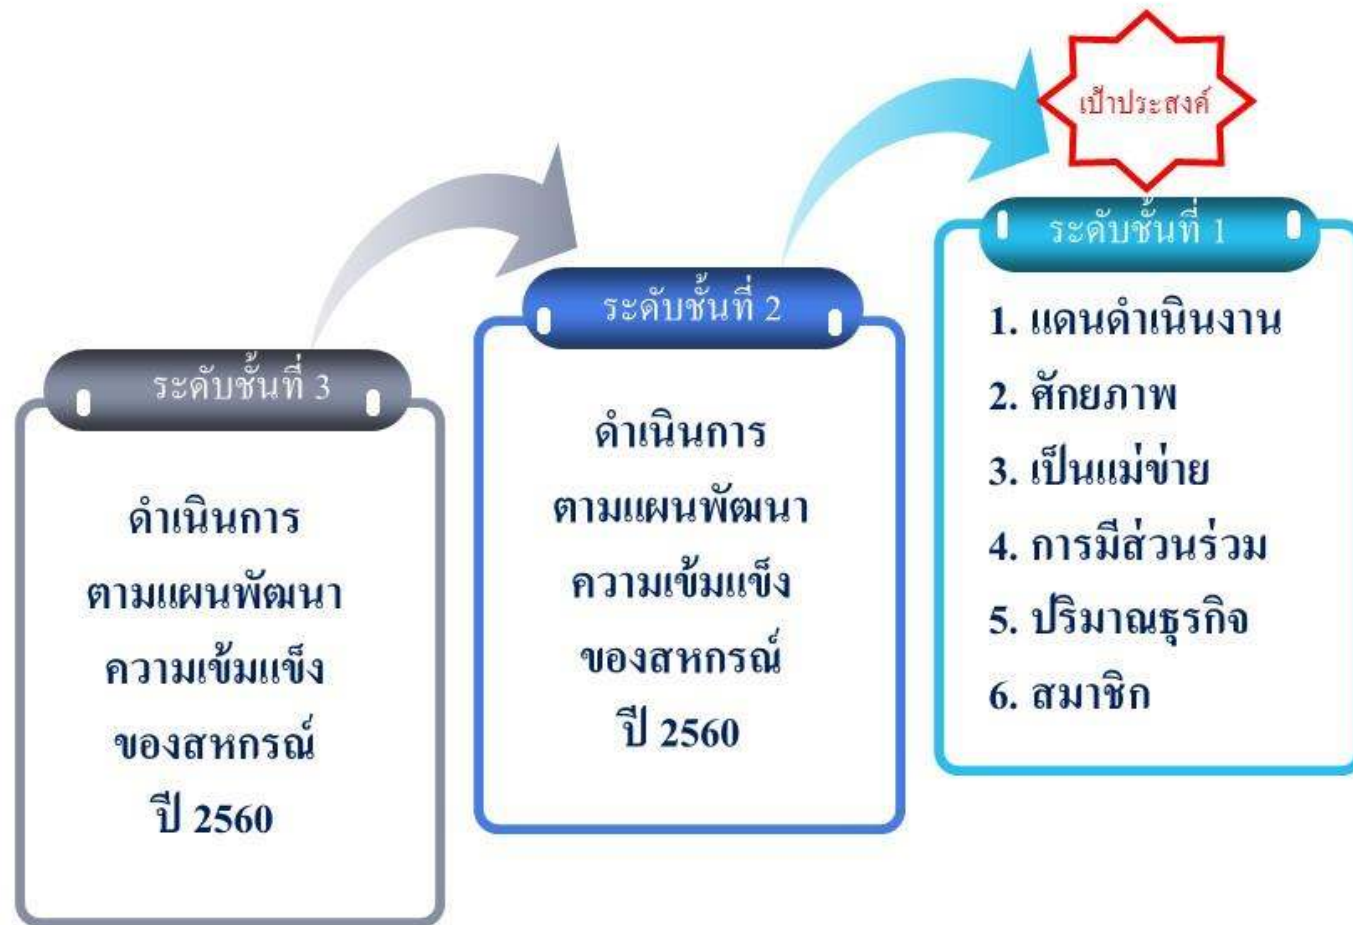 เป้าประสงค์
ระดับชั้นที่ 3
ดำเนินการ
ตามแผนพัฒนา
ความเข้มแข็ง
ของสหกรณ์
ปี 2560
ระดับชั้นที่ 2
ดำเนินการ
ตามแผนพัฒนา
ความเข้มแข็ง
ของสหกรณ์
ปี 2560
ระดับชั้นที่ 1
1. แดนดำเนินงาน
2. ศักยภาพ
3. เป็นแม่ข่าย
4. การมีส่วนร่วม
5. ปริมาณธุรกิจ
6. สมาชิก